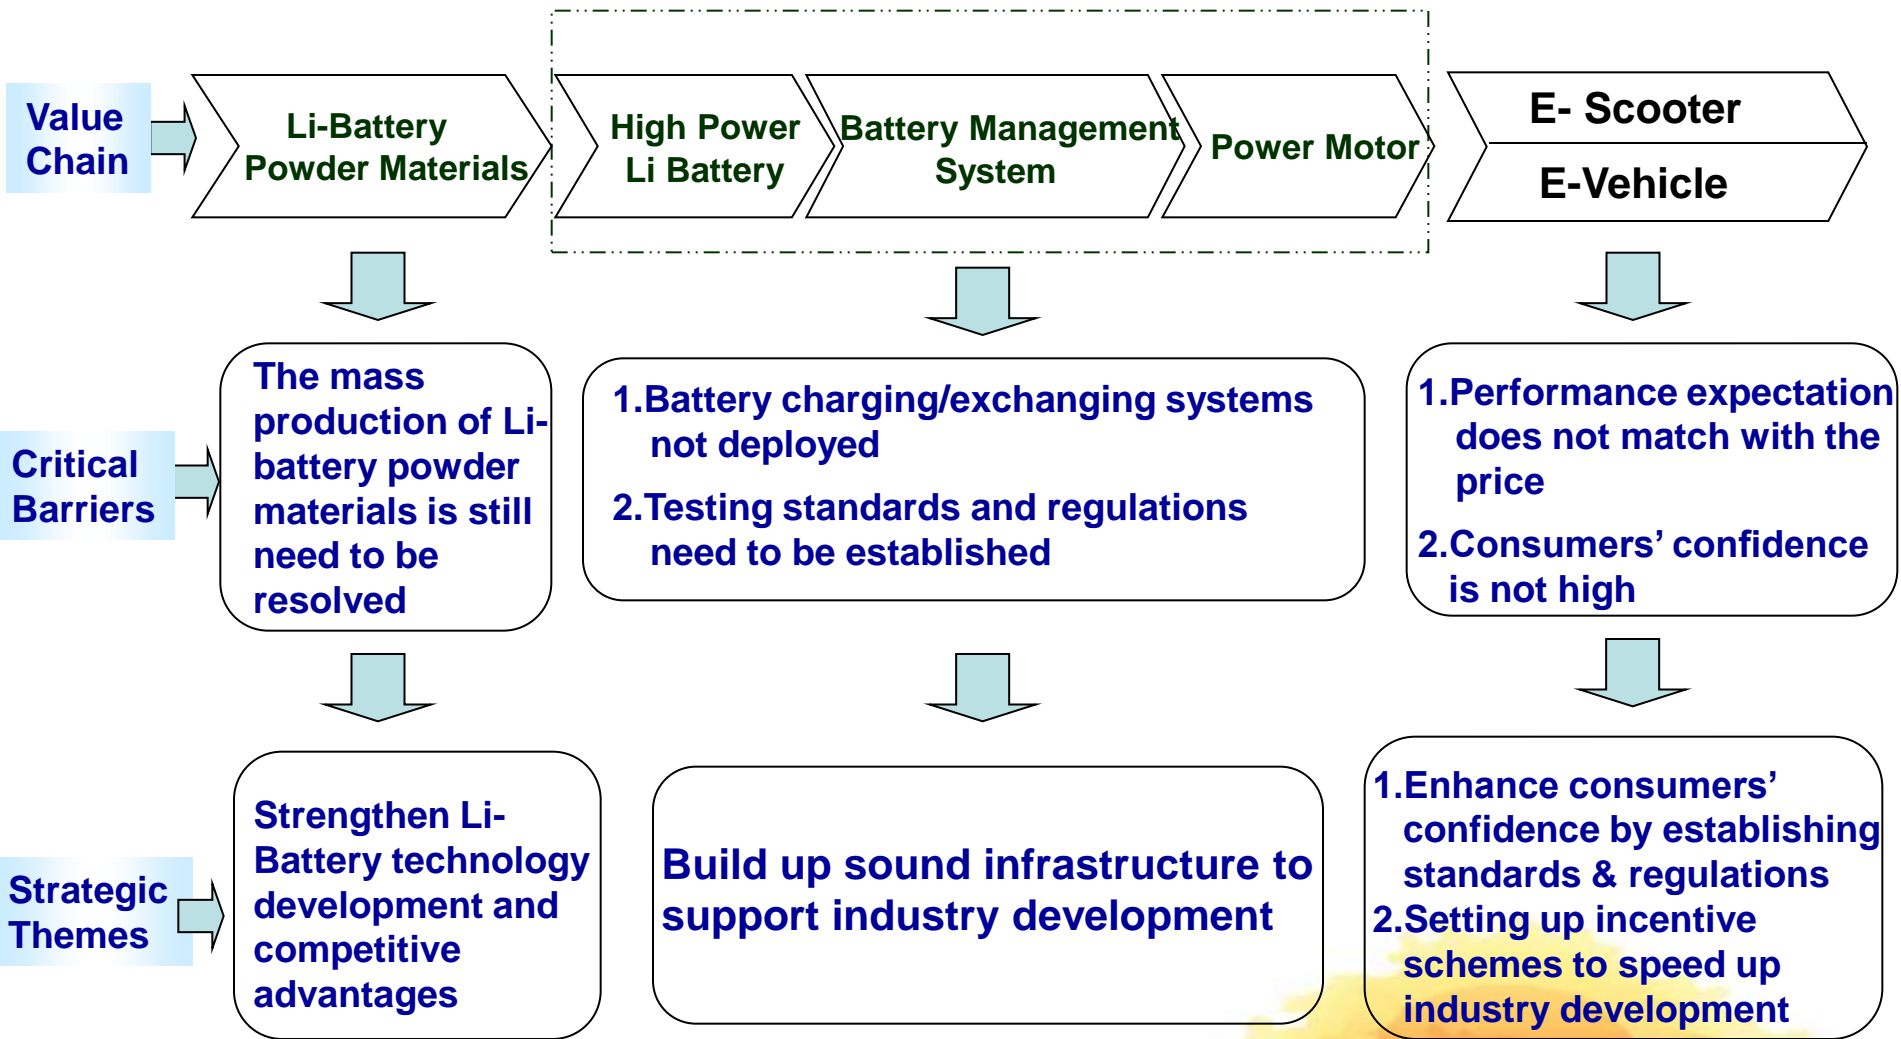 Value
Chain
Li-Battery
Powder Materials
High Power
Li Battery
Battery Management
System
Power Motor
E- Scooter
E-Vehicle
Critical
Barriers
The mass
production of Li-
battery powder
materials is still
need to be
resolved
1.Battery charging/exchanging systems
not deployed
2.Testing standards and regulations
need to be established
1.Performance expectation
does not match with the
price
2.Consumers’ confidence
is not high
Strategic
Themes
Strengthen Li-
Battery technology
development and
competitive
advantages
Build up sound infrastructure to
support industry development
1.Enhance consumers’
confidence by establishing
standards & regulations
2.Setting up incentive
schemes to speed up
industry development